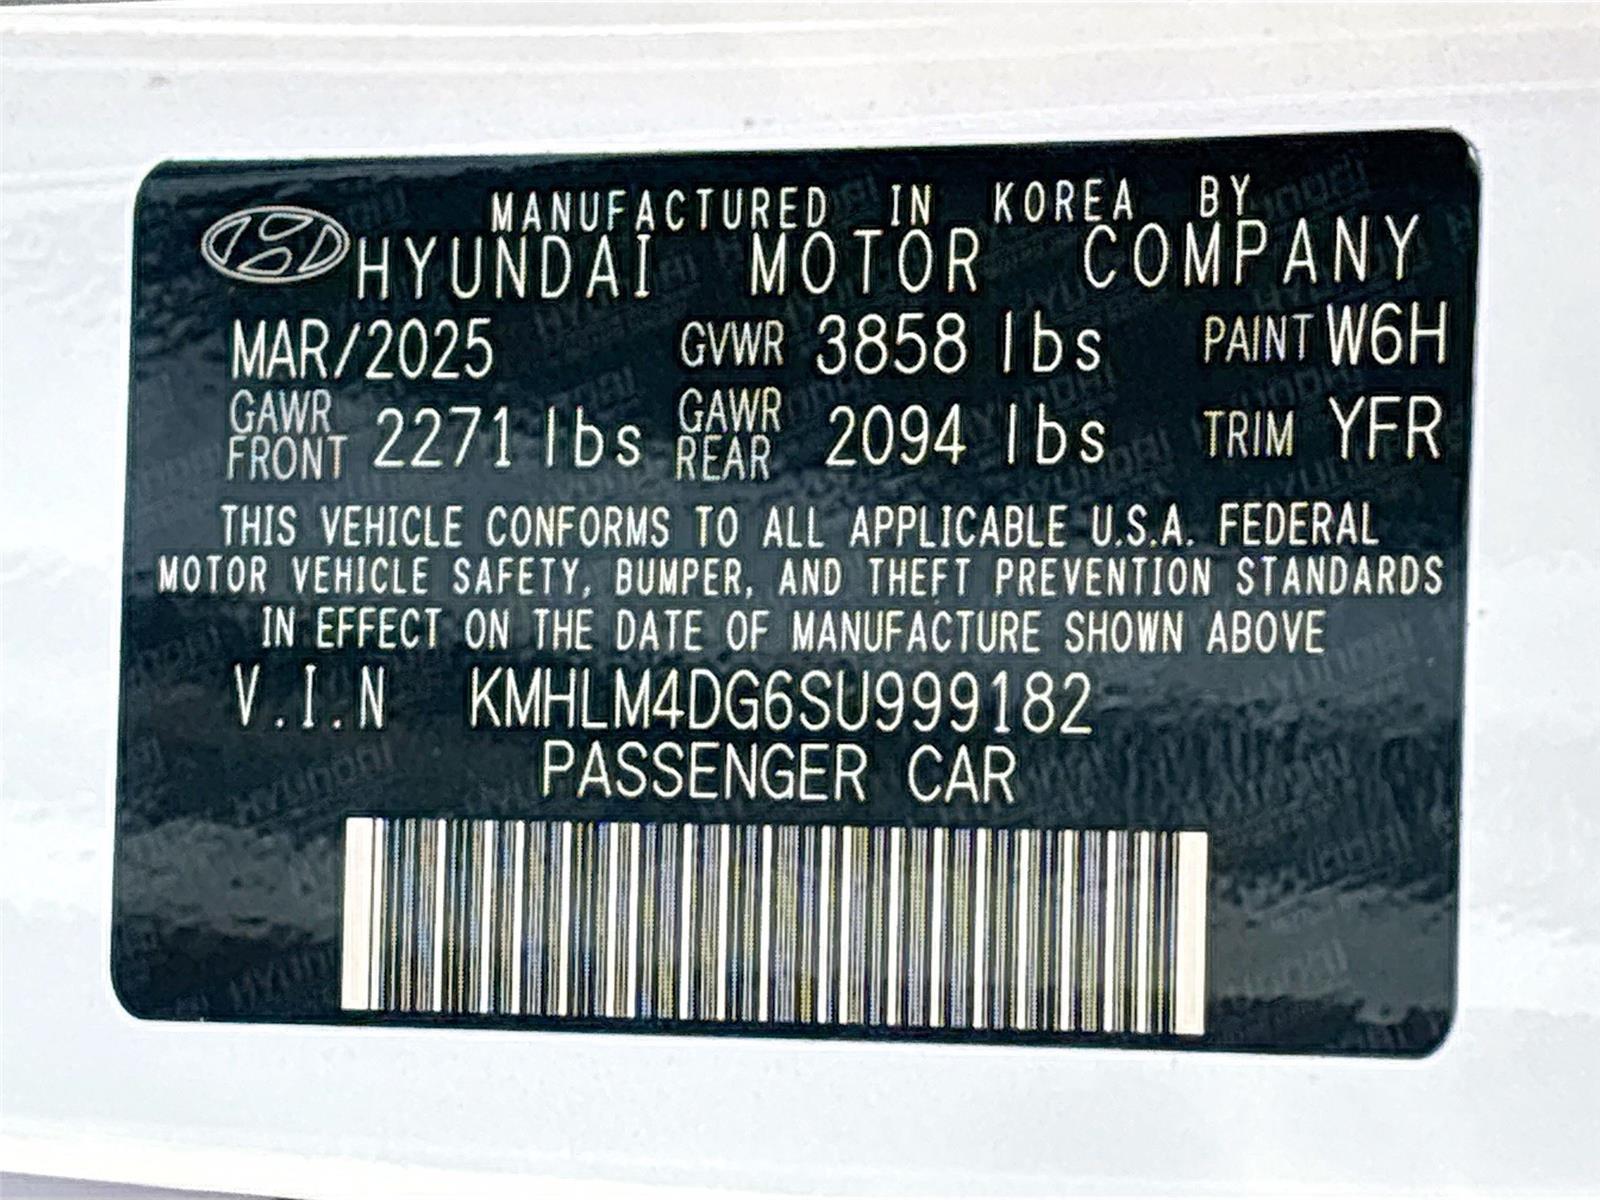 MANUFACTURED IN KOREA BY
HYUNDAI MOTOR COMPANY
MAR/2025 GVWR 3858 lbs PAINT W6H
GAWR FRONT 2271 lbs GAWR REAR 2094 lbs TRIM YFR
THIS VEHICLE CONFORMS TO ALL APPLICABLE U.S.A. FEDERAL
MOTOR VEHICLE SAFETY, BUMPER, AND THEFT PREVENTION STANDARDS
IN EFFECT ON THE DATE OF MANUFACTURE SHOWN ABOVE
V.I.N KMHLM4DG6SU999182
PASSENGER CAR